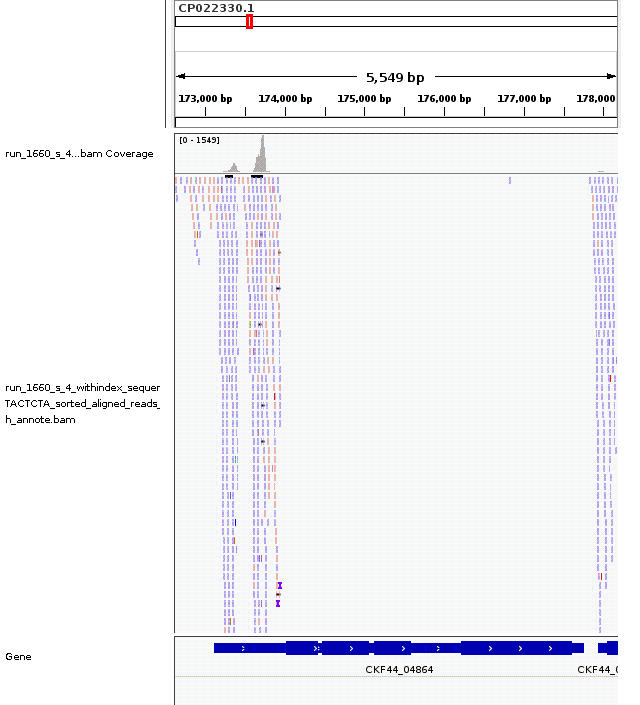 CP022330.1
5,549 bp
173,000 bp 174,000 bp 175,000 bp 176,000 bp 177,000 bp 178,000
[0 - 1549]
run_1660_s_4...bam Coverage
run_1660_s_4_withindex_sequer
TACTCTA_sorted_aligned_reads_
h_annote.bam
Gene
CKF44_04864 CKF44_0